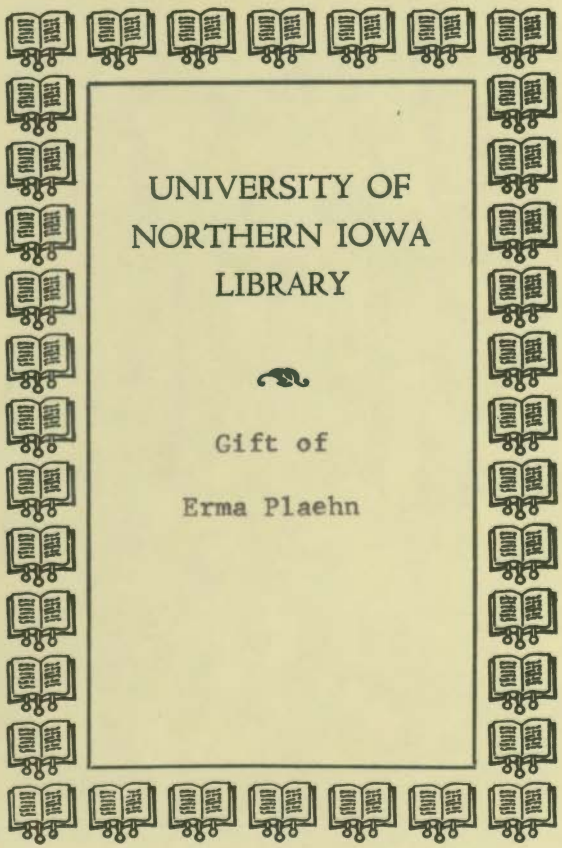 UNIVERSITY OF
NORTHERN IOWA
LIBRARY
Gift of
Erma Plaehn